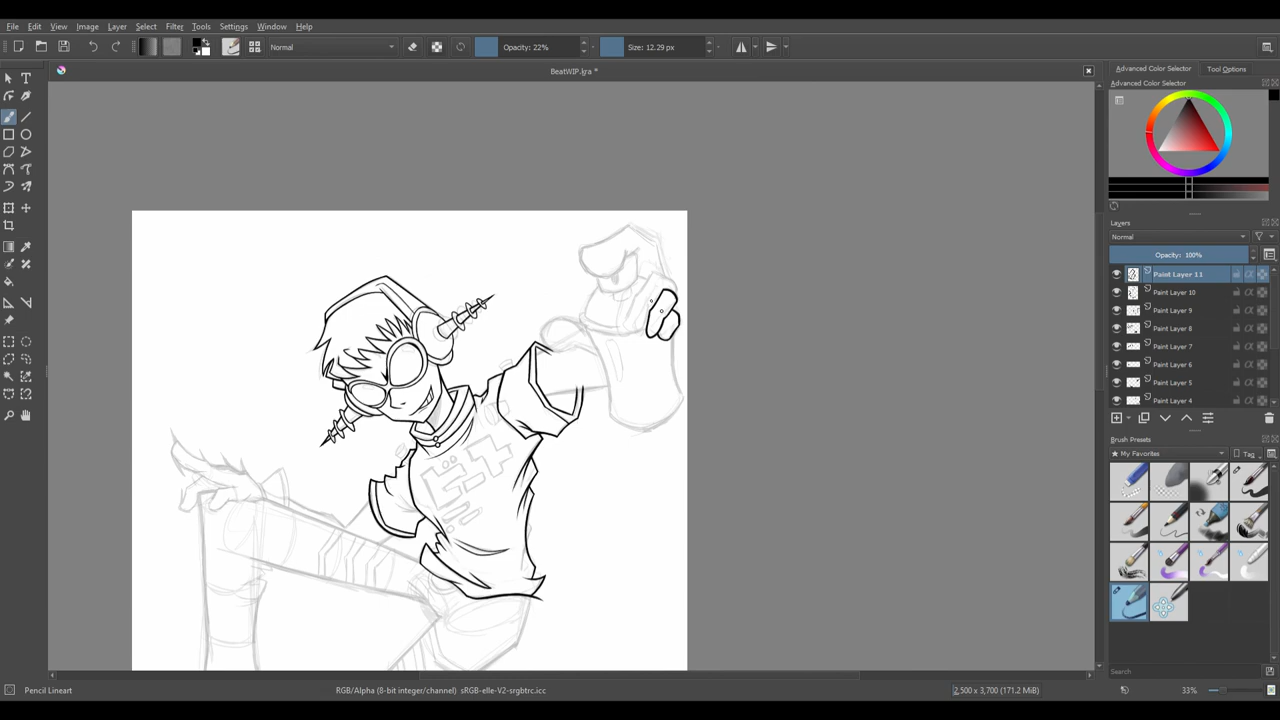 File Edit View Image Layer Select Filter Tools Settings Window Help
Normal Opacity: 22% Size: 12.29 px
BeatWIP.kra *
Advanced Color Selector Tool Options
Advanced Color Selector
Layers
Normal
Opacity: 100%
Paint Layer 11
Paint Layer 10
Paint Layer 9
Paint Layer 8
Paint Layer 7
Paint Layer 6
Paint Layer 5
Paint Layer 4
Brush Presets
★ My Favorites Tag
ビート
Search
Pencil Lineart RGB/Alpha (8-bit integer/channel) sRGB-elle-V2-srgbtrc.icc 2,500 x 3,700 (171.2 MiB) 33%